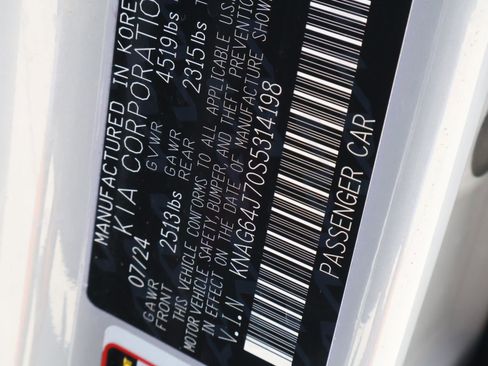 MANUFACTURED IN KOREA
KIA CORPORATION
07/24 GVWR 4519lbs
GAWR FRONT 2513lbs GAWR REAR 2315lbs
THIS VEHICLE CONFORMS TO ALL APPLICABLE U.S.
MOTOR VEHICLE SAFETY, BUMPER AND THEFT PREVENTION
IN EFFECT ON THE DATE OF MANUFACTURE SHOWN
V.I.N KNAG64J70S5314198
PASSENGER CAR